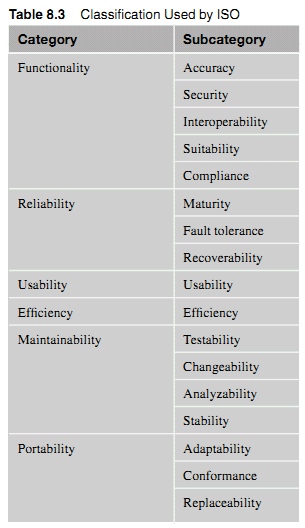 Table 8.3 Classification Used by ISO
Category Subcategory
Functionality Accuracy
Security
Interoperability
Suitability
Compliance
Reliability Maturity
Fault tolerance
Recoverability
Usability Usability
Efficiency Efficiency
Maintainability Testability
Changeability
Analyzability
Stability
Portability Adaptability
Conformance
Replaceability